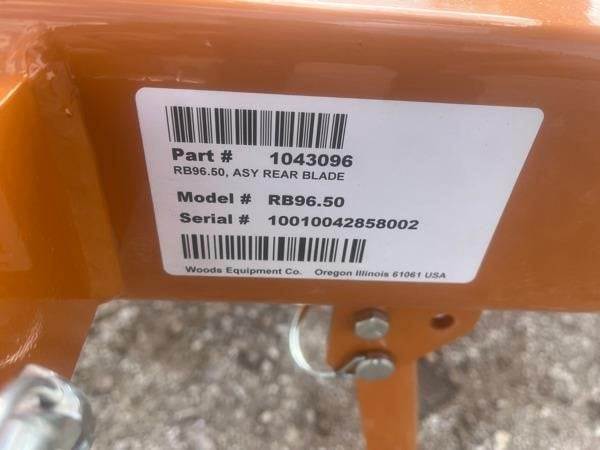 Part # 1043096
RB96.50, ASY REAR BLADE
Model # RB96.50
Serial # 10010042858002
Woods Equipment Co. Oregon Illinois 61061 USA